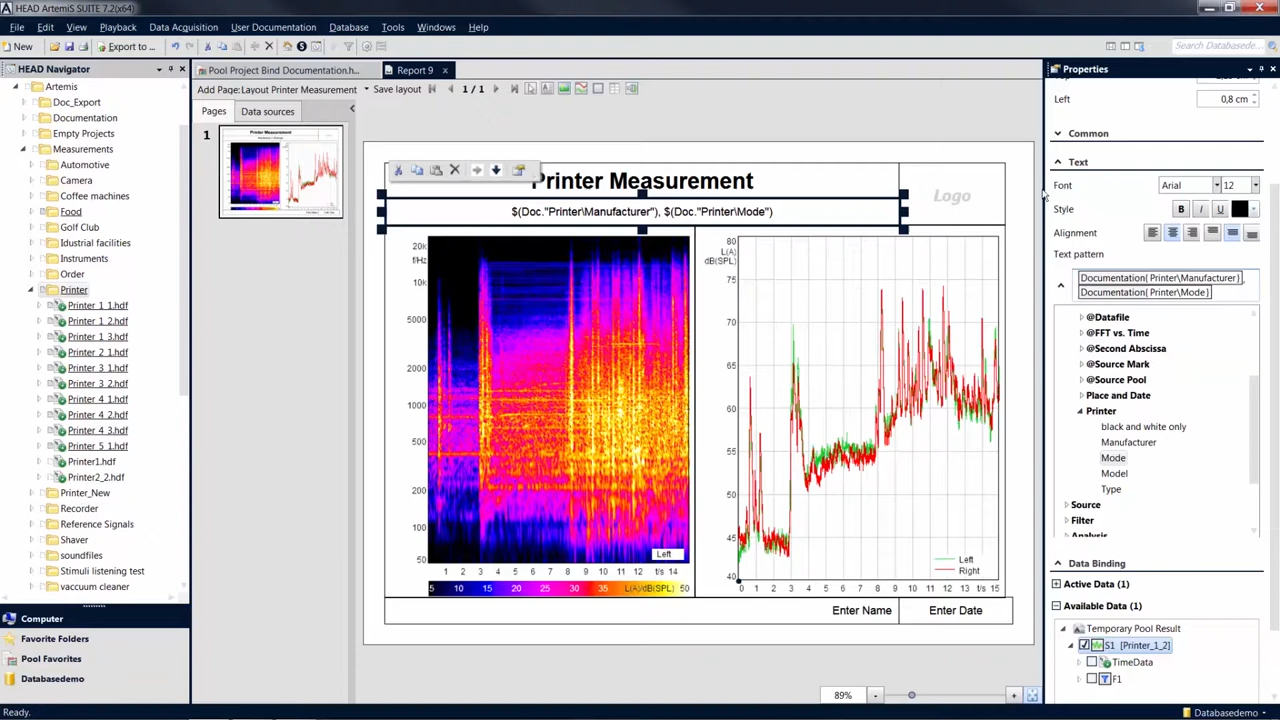 HEAD ArtemiS SUITE 7.2(x64)
File Edit View Playback Data Acquisition User Documentation Database Tools Windows Help
New Export to ... Search Databasedemo
HEAD Navigator
Artemis
Doc_Export
Documentation
Empty Projects
Measurements
Automotive
Camera
Coffee machines
Food
Golf Club
Industrial facilities
Instruments
Order
Printer
Printer_1_1.hdf
Printer_1_2.hdf
Printer_1_3.hdf
Printer_2_1.hdf
Printer_3_1.hdf
Printer_3_2.hdf
Printer_4_1.hdf
Printer_4_2.hdf
Printer_4_3.hdf
Printer_5_1.hdf
Printer1.hdf
Printer2_2.hdf
Printer_New
Recorder
Reference Signals
Shaver
soundfiles
Stimuli listening test
vaccuum cleaner
Computer
Favorite Folders
Pool Favorites
Databasedemo
Ready.
Pool Project Bind Documentation.h... Report 9
Add Page:Layout Printer Measurement Save layout 1 / 1
Pages Data sources
1
Printer Measurement
Logo
$(Doc."Printer\Manufacturer"), $(Doc."Printer\Mode")
20k
f/Hz
10k
5000
2000
1000
500
200
100
50
Left
1 2 3 4 5 6 7 8 9 10 12 t/s 14
5 10 15 20 25 30 35 40 L(A)/dB(SPL) 50
80
L(A)
dB(SPL)
75
70
65
60
55
50
45
40
Left
Right
0 1 2 3 4 5 6 7 8 9 10 11 12 13 t/s 15
Enter Name Enter Date
89%
Properties
Left 0,8 cm
Common
Text
Font Arial 12
Style B I U
Alignment
Text pattern
Documentation{ Printer\Manufacturer},
Documentation{ Printer\Mode}
@Datafile
@FFT vs. Time
@Second Abscissa
@Source Mark
@Source Pool
Place and Date
Printer
black and white only
Manufacturer
Mode
Model
Type
Source
Filter
Analysis
Data Binding
Active Data (1)
Available Data (1)
Temporary Pool Result
S1 [Printer_1_2]
TimeData
F1
Databasedemo